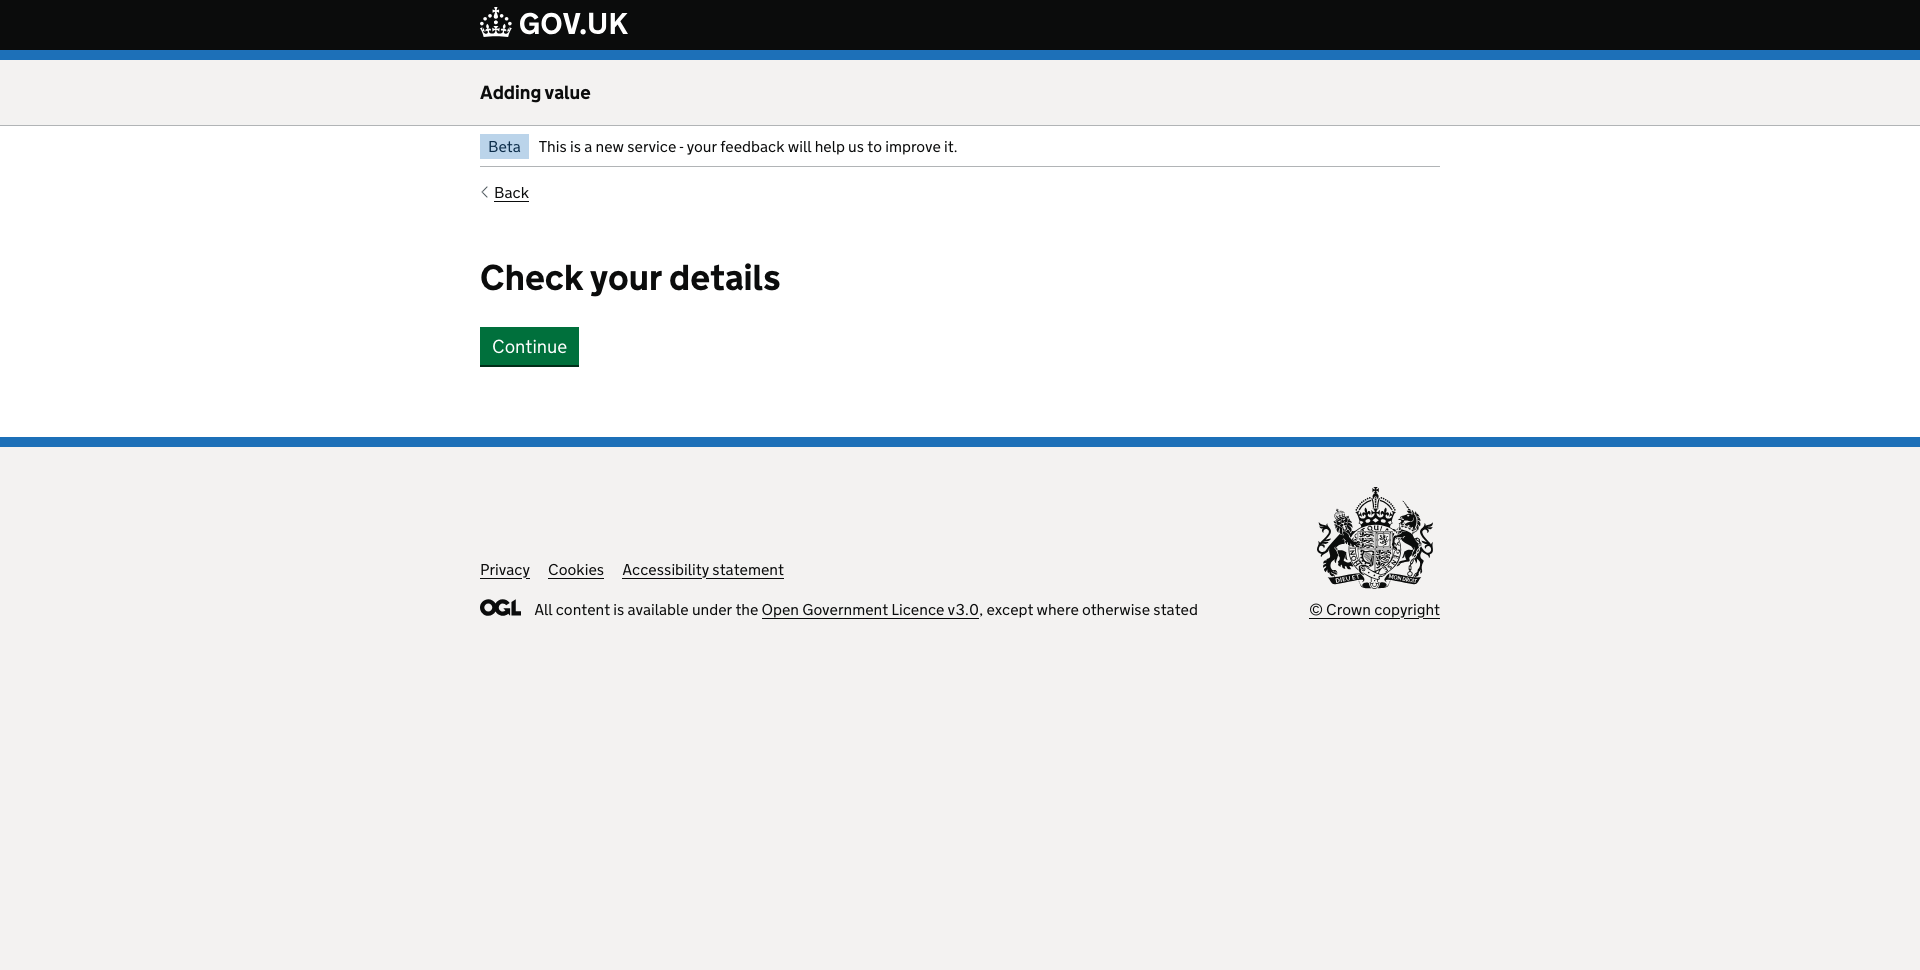 GOV.UK
Adding value
Beta This is a new service - your feedback will help us to improve it.
Back
Check your details
Continue
Privacy Cookies Accessibility statement
OGL All content is available under the Open Government Licence v3.0, except where otherwise stated
© Crown copyright
DIEU ET MON DROIT